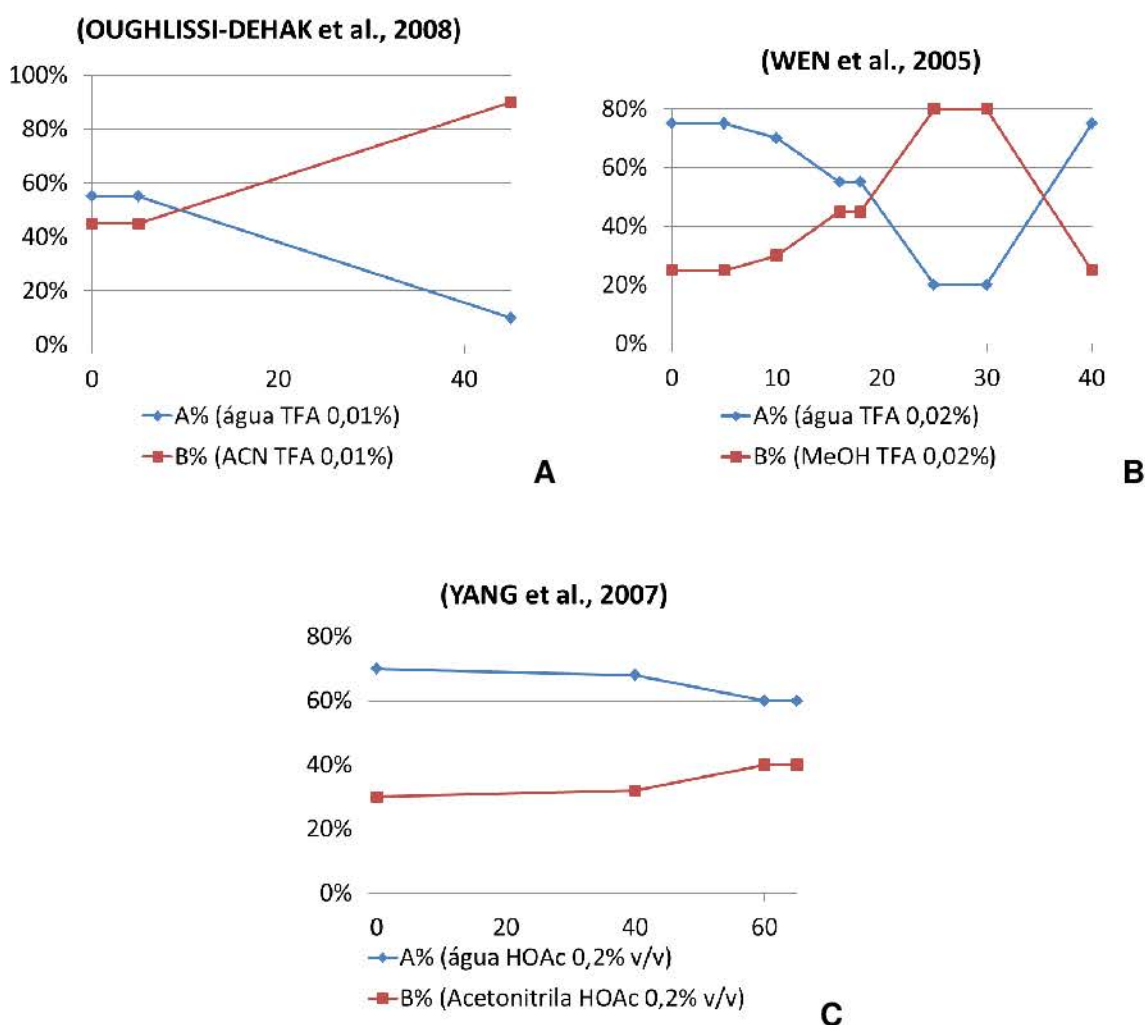 (OUGHLISSI-DEHAK et al., 2008)
100%
80%
60%
40%
20%
0%
0
20
40
A% (água TFA 0,01%)
B% (ACN TFA 0,01%)
A
(WEN et al., 2005)
80%
60%
40%
20%
0%
0
10
20
30
40
A% (água TFA 0,02%)
B% (MeOH TFA 0,02%)
B
(YANG et al., 2007)
80%
60%
40%
20%
0%
0
20
40
60
A% (água HOAc 0,2% v/v)
B% (Acetonitrila HOAc 0,2% v/v)
C